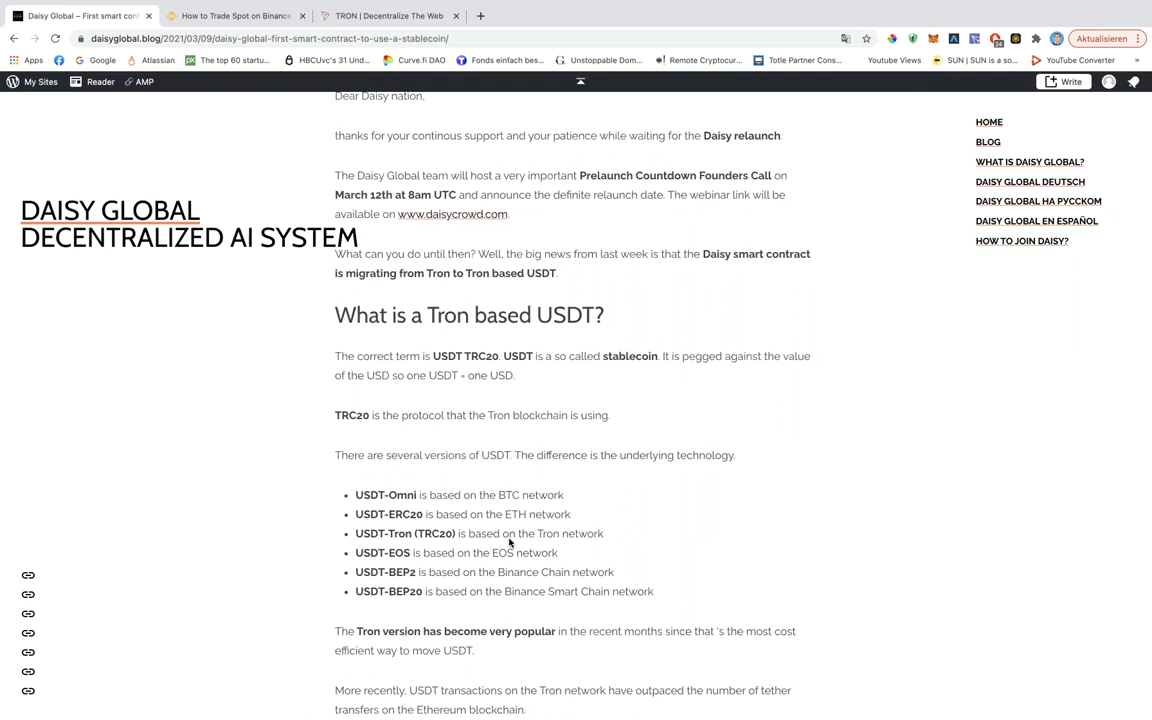 Daisy Global – First smart con
How to Trade Spot on Binance
TRON | Decentralize The Web
daisyglobal.blog/2021/03/09/daisy-global-first-smart-contract-to-use-a-stablecoin/
24
Aktualisieren
Apps
Google
Atlassian
The top 60 startu...
HBCUvc's 31 Und...
Curve.fi DAO
Fonds einfach bes...
Unstoppable Dom...
Remote Cryptocur...
Totle Partner Cons...
Youtube Views
SUN | SUN is a so...
YouTube Converter
»
My Sites
Reader
AMP
Write
Dear Daisy nation,
thanks for your continous support and your patience while waiting for the Daisy relaunch.
The Daisy Global team will host a very important Prelaunch Countdown Founders Call on
March 12th at 8am UTC and announce the definite relaunch date. The webinar link will be
available on www.daisycrowd.com.
DAISY GLOBAL
DECENTRALIZED AI SYSTEM
What can you do until then? Well, the big news from last week is that the Daisy smart contract
is migrating from Tron to Tron based USDT.
What is a Tron based USDT?
The correct term is USDT TRC20. USDT is a so called stablecoin. It is pegged against the value
of the USD so one USDT = one USD.
TRC20 is the protocol that the Tron blockchain is using.
There are several versions of USDT. The difference is the underlying technology.
• USDT-Omni is based on the BTC network
• USDT-ERC20 is based on the ETH network
• USDT-Tron (TRC20) is based on the Tron network
• USDT-EOS is based on the EOS network
• USDT-BEP2 is based on the Binance Chain network
• USDT-BEP20 is based on the Binance Smart Chain network
The Tron version has become very popular in the recent months since that 's the most cost
efficient way to move USDT.
More recently, USDT transactions on the Tron network have outpaced the number of tether
transfers on the Ethereum blockchain.
HOME
BLOG
WHAT IS DAISY GLOBAL?
DAISY GLOBAL DEUTSCH
DAISY GLOBAL НА РУССКОМ
DAISY GLOBAL EN ESPAÑOL
HOW TO JOIN DAISY?